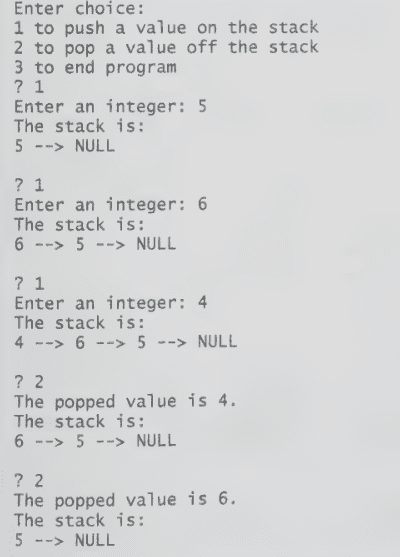 Enter choice:
1 to push a value on the stack
2 to pop a value off the stack
3 to end program
? 1
Enter an integer: 5
The stack is:
5 --> NULL
? 1
Enter an integer: 6
The stack is:
6 --> 5 --> NULL
? 1
Enter an integer: 4
The stack is:
4 --> 6 --> 5 --> NULL
? 2
The popped value is 4.
The stack is:
6 --> 5 --> NULL
? 2
The popped value is 6.
The stack is:
5 --> NULL